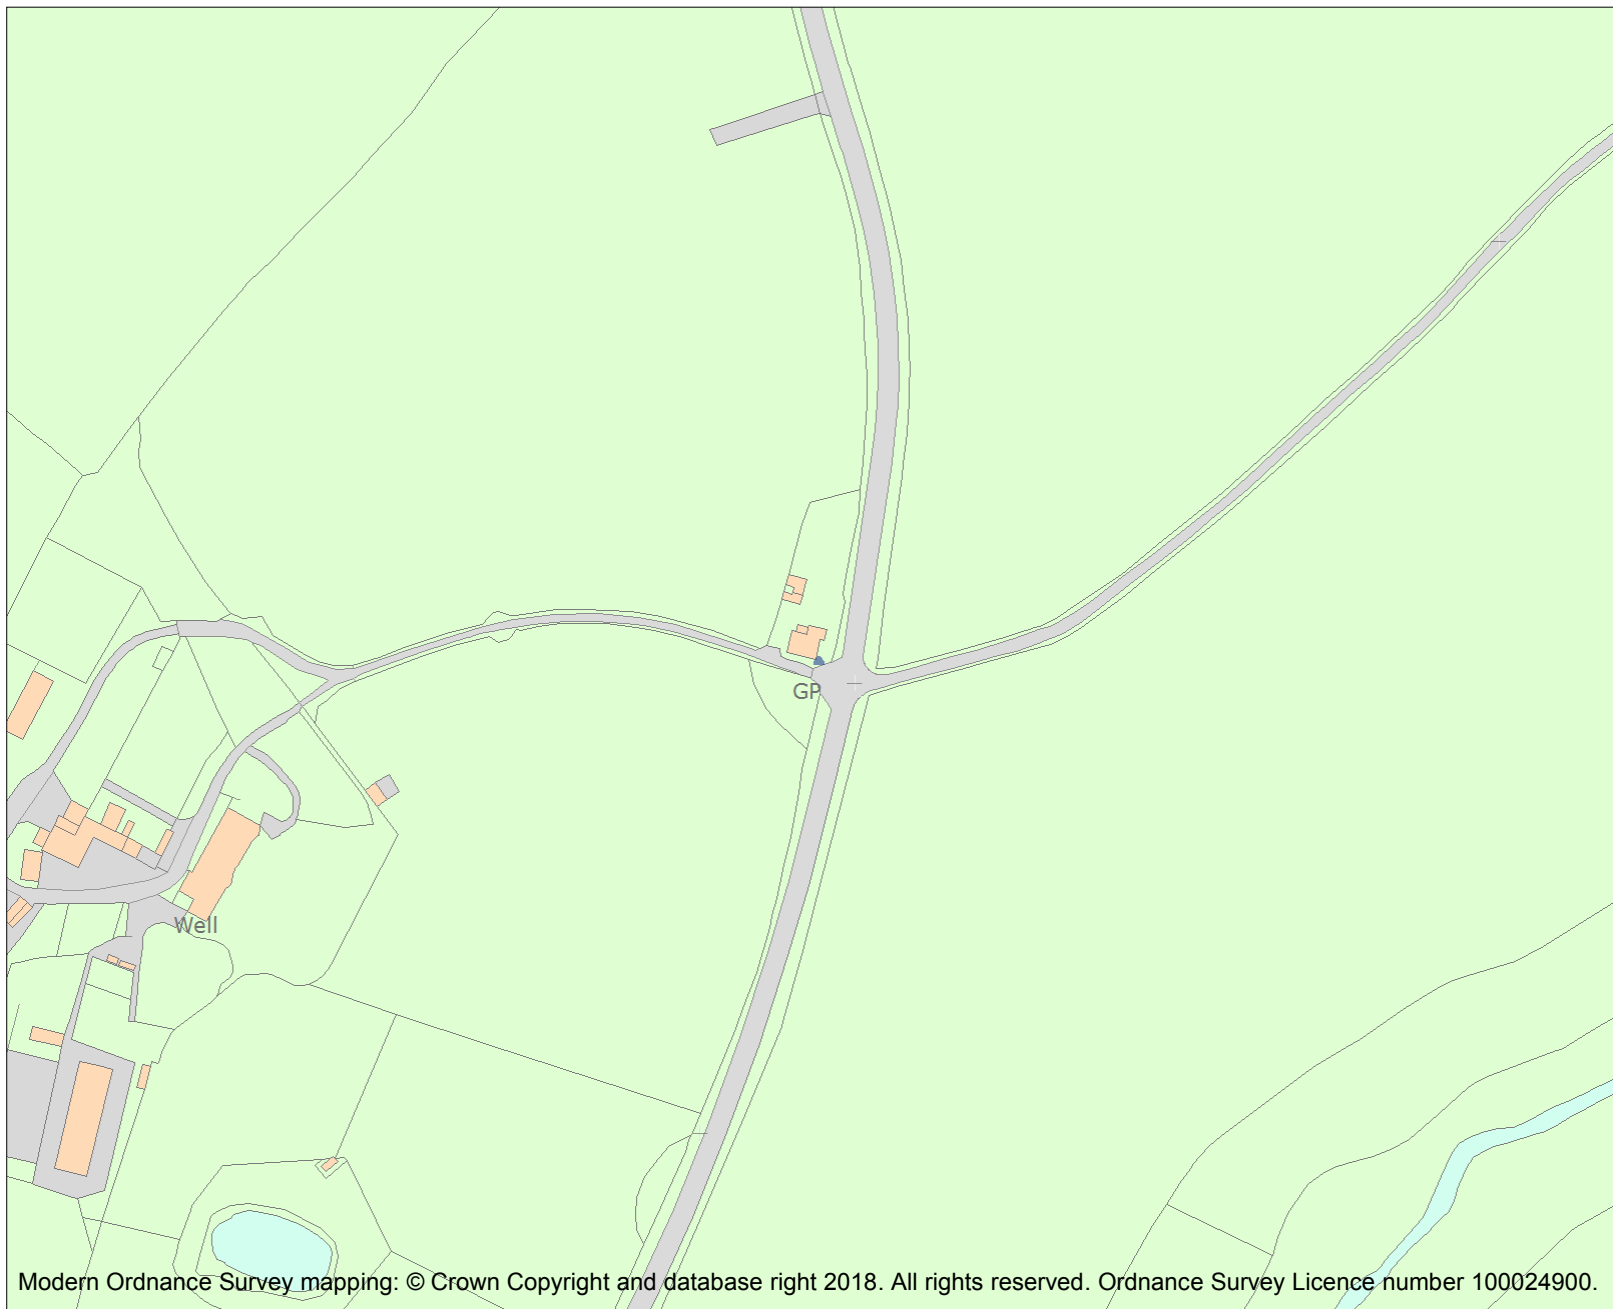 GP
Well
Modern Ordnance Survey mapping: © Crown Copyright and database right 2018. All rights reserved. Ordnance Survey Licence number 100024900.